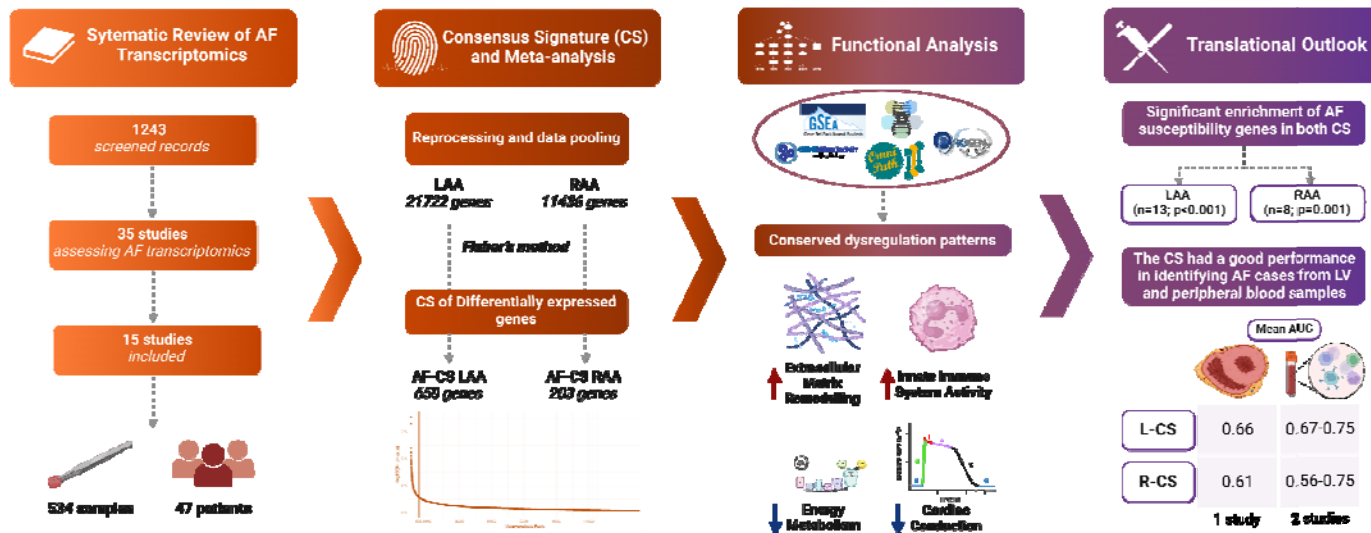 Sytematic Review of AF
Transcriptomics
1243
screened records
35 studies
assessing AF transcriptomics
15 studies
included
534 samples
47 patients
Consensus Signature (CS)
and Meta-analysis
Reprocessing and data pooling
LAA
21722 genes
RAA
11436 genes
Fisher's method
CS of Differentially expressed
genes
AF-CS LAA
659 genes
AF-CS RAA
203 genes
Functional Analysis
GSEA
Omni
Path
Conserved dysregulation patterns
Extracellular
Matrix
Remodelling
Innate Immune
System Activity
Energy
Metabolism
Cardiac
Conduction
Translational Outlook
Significant enrichment of AF
susceptibility genes in both CS
LAA
(n=13; p<0.001)
RAA
(n=8; p=0.001)
The CS had a good performance
in identifying AF cases from LV
and peripheral blood samples
Mean AUC
L-CS
0.66
0.67-0.75
R-CS
0.61
0.56-0.75
1 study
2 studies